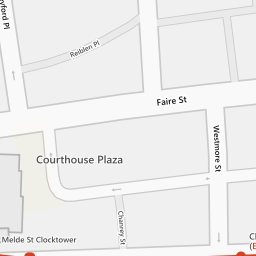 Reiblen Pl
Faire St
Westmore St
Courthouse Plaza
Chanrey St
Melde St Clocktower